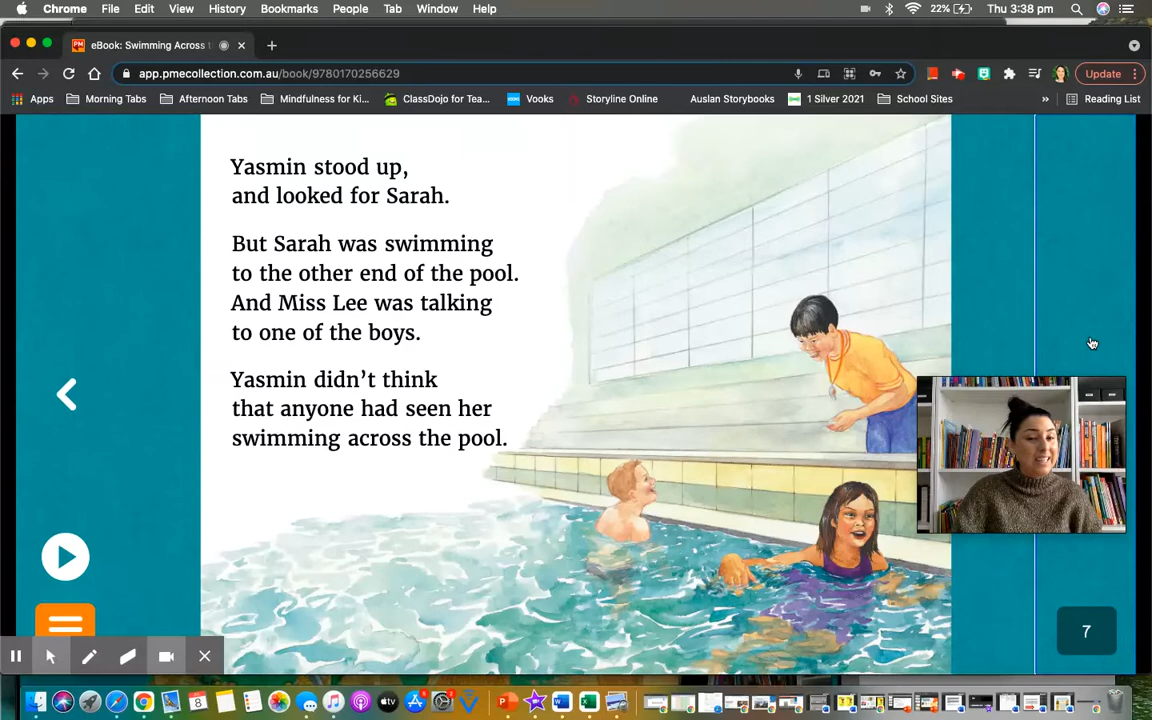 Chrome File Edit View History Bookmarks People Tab Window Help
22% Thu 3:38 pm
eBook: Swimming Across t
app.pmecollection.com.au/book/9780170256629
Update
Apps Morning Tabs Afternoon Tabs Mindfulness for Ki... ClassDojo for Tea... Vooks Storyline Online Auslan Storybooks 1 Silver 2021 School Sites » Reading List
Yasmin stood up,
and looked for Sarah.
But Sarah was swimming
to the other end of the pool.
And Miss Lee was talking
to one of the boys.
Yasmin didn't think
that anyone had seen her
swimming across the pool.
7